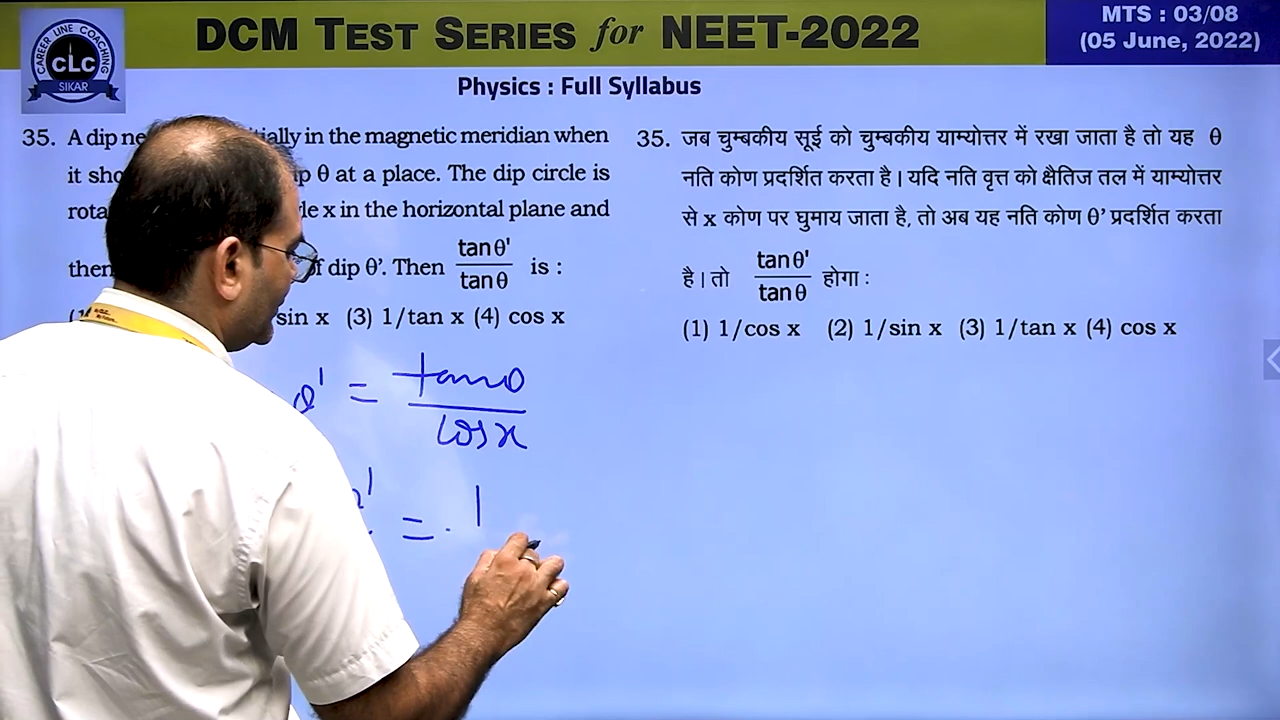 DCM TEST SERIES for NEET-2022
MTS : 03/08
(05 June, 2022)
CAREER LINE COACHING
CLC
SIKAR
Physics : Full Syllabus
35. A dip ne tially in the magnetic meridian when
it sho p θ at a place. The dip circle is
rota le x in the horizontal plane and
then f dip θ'. Then tanθ'/tanθ is :
sin x (3) 1/tan x (4) cos x
35. जब चुम्बकीय सूई को चुम्बकीय याम्योत्तर में रखा जाता है तो यह θ
नति कोण प्रदर्शित करता है। यदि नति वृत्त को क्षैतिज तल में याम्योत्तर
से x कोण पर घुमाय जाता है, तो अब यह नति कोण θ' प्रदर्शित करता
है। तो tanθ'/tanθ होगा :
(1) 1/cos x (2) 1/sin x (3) 1/tan x (4) cos x
θ' = tanθ/cosx
= 1